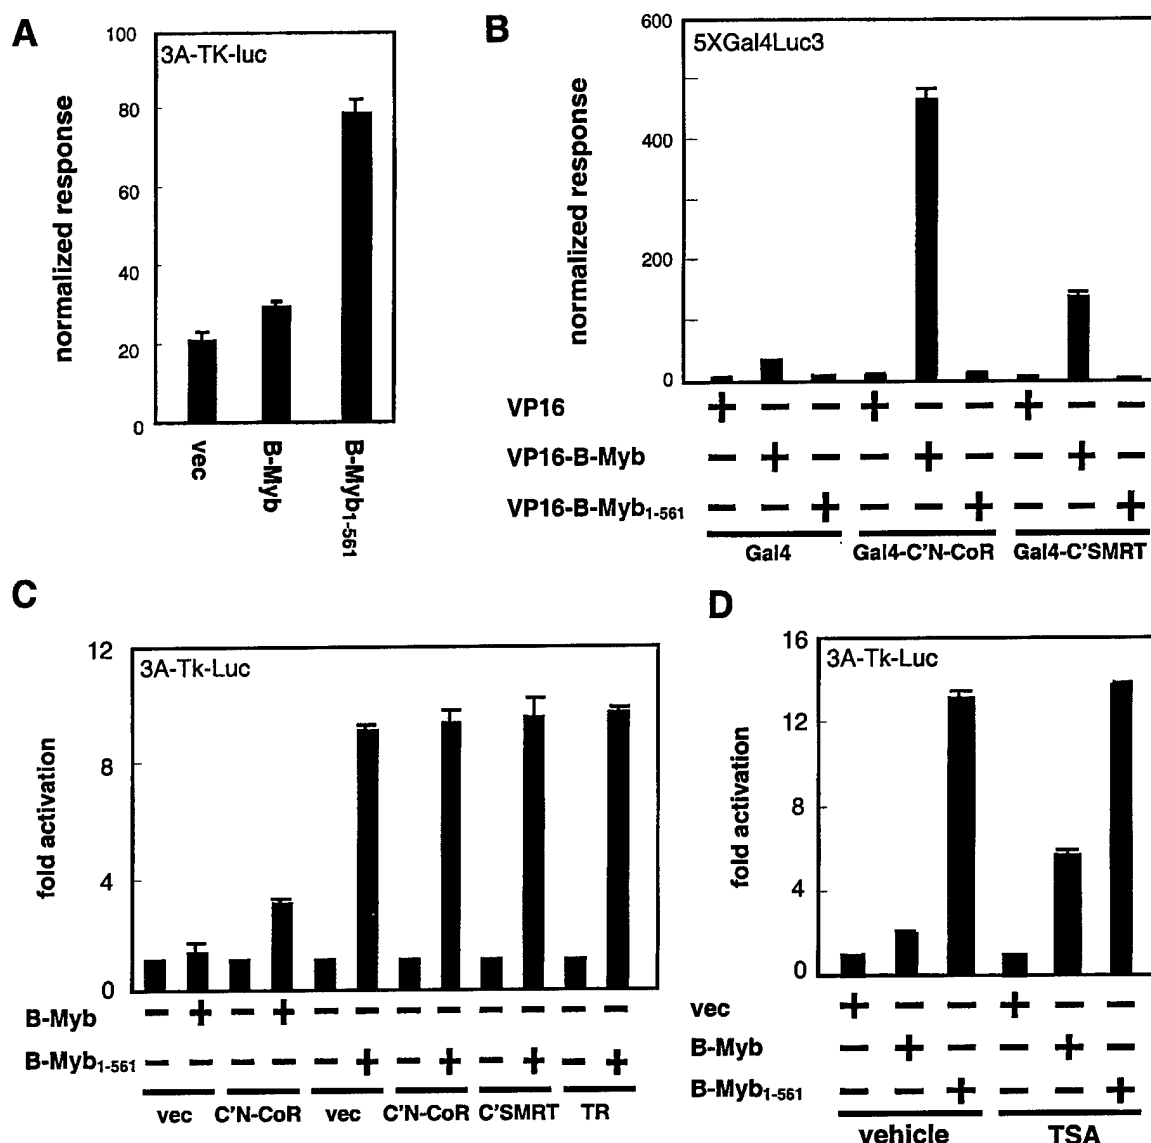 A
100
80
60
40
20
0
normalized response
3A-TK-luc
vec
B-Myb
B-Myb1-561
B
600
400
200
0
normalized response
5XGal4Luc3
VP16 + − − + − − + − −
VP16-B-Myb − + − − + − − + −
VP16-B-Myb1-561 − − + − − + − − +
Gal4 Gal4-C'N-CoR Gal4-C'SMRT
C
12
8
4
0
fold activation
3A-Tk-Luc
B-Myb − + − + − − − − − − − −
B-Myb1-561 − − − − − + − + − + − +
vec C'N-CoR vec C'N-CoR C'SMRT TR
D
16
12
8
4
0
fold activation
3A-Tk-Luc
vec + − − + − −
B-Myb − + − − + −
B-Myb1-561 − − + − − +
vehicle TSA